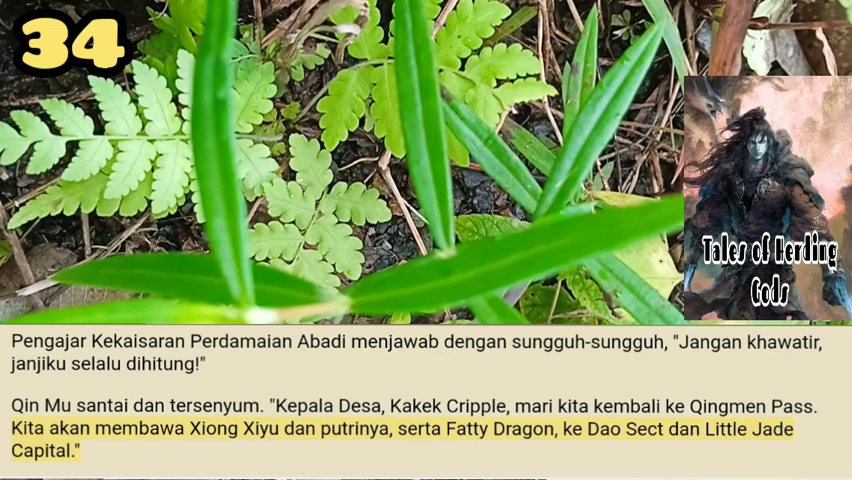 34
Tales of Herding
Gods
Pengajar Kekaisaran Perdamaian Abadi menjawab dengan sungguh-sungguh, "Jangan khawatir,
janjiku selalu dihitung!"
Qin Mu santai dan tersenyum. "Kepala Desa, Kakek Cripple, mari kita kembali ke Qingmen Pass.
Kita akan membawa Xiong Xiyu dan putrinya, serta Fatty Dragon, ke Dao Sect dan Little Jade
Capital."